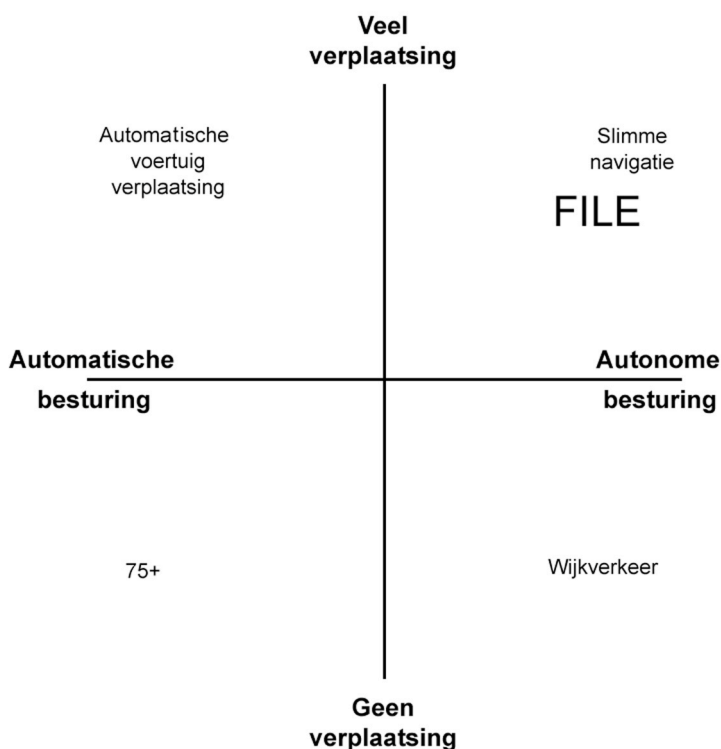 Veel
verplaatsing
Automatische
voertuig
verplaatsing
Slimme
navigatie
FILE
Automatische
besturing
Autonome
besturing
75+
Wijkverkeer
Geen
verplaatsing